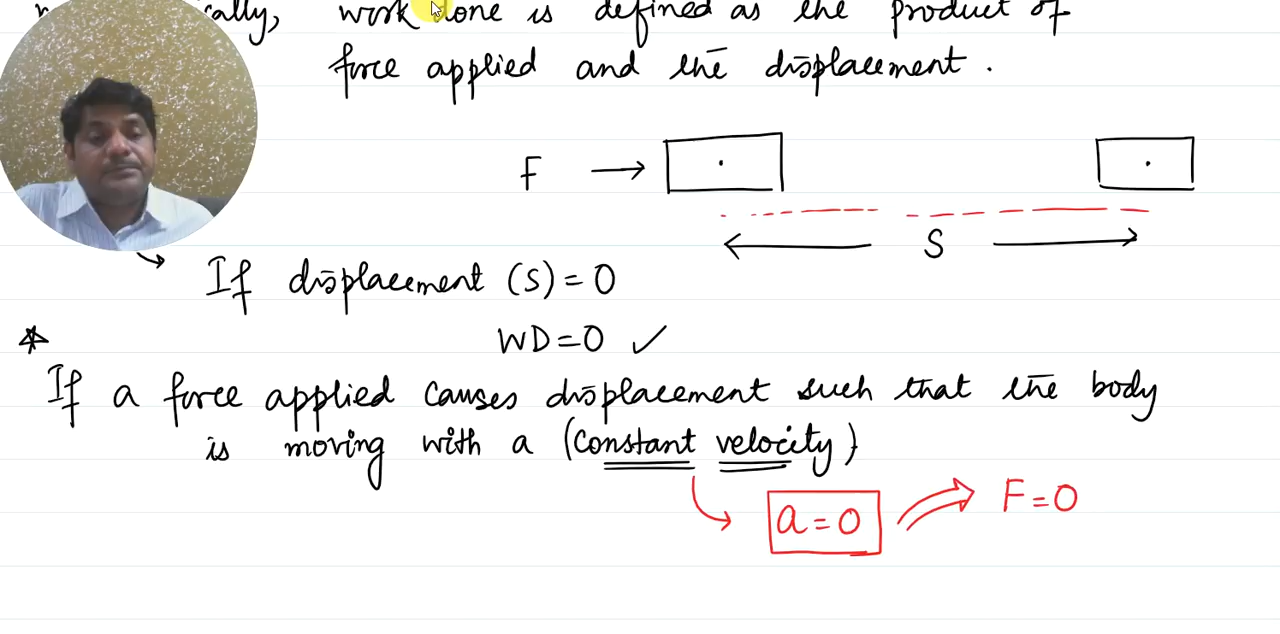 work done is defined as the product of
force applied and the displacement.
F →
S
If displacement (S) = 0
WD = 0 ✓
If a force applied causes displacement such that the body
is moving with a (constant velocity)
a = 0
F = 0